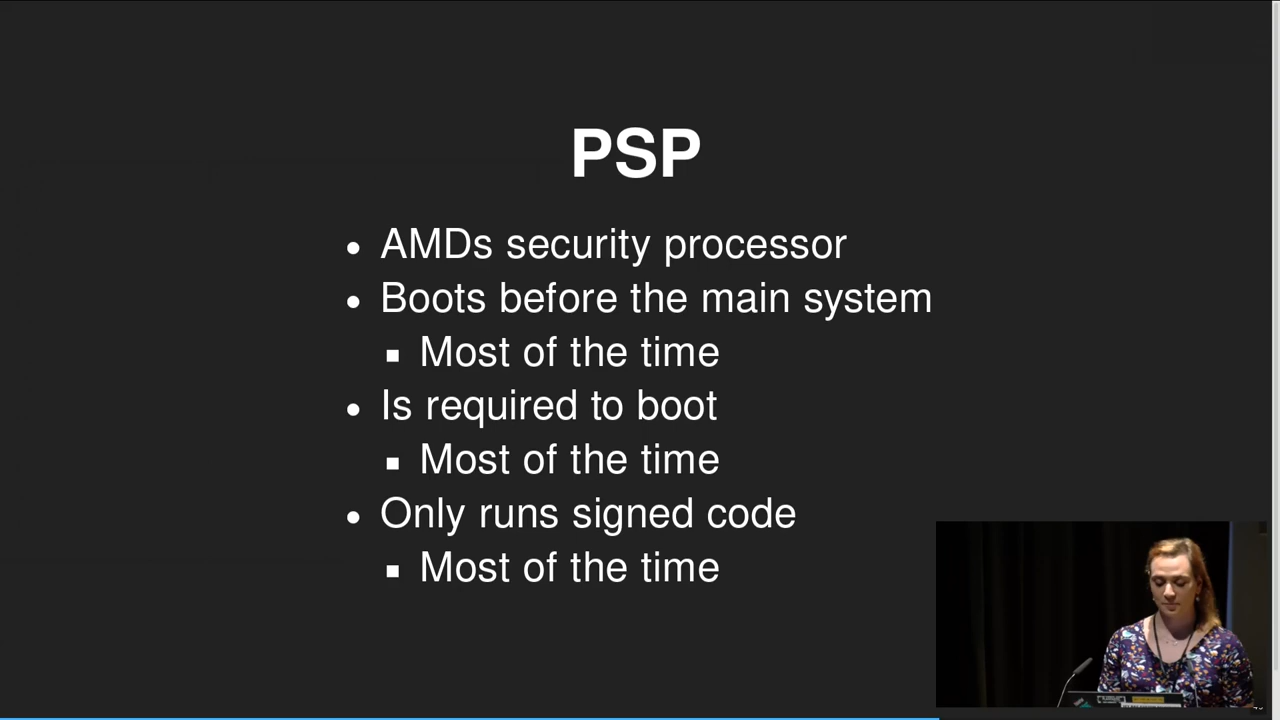 PSP
AMDs security processor
Boots before the main system
Most of the time
Is required to boot
Most of the time
Only runs signed code
Most of the time